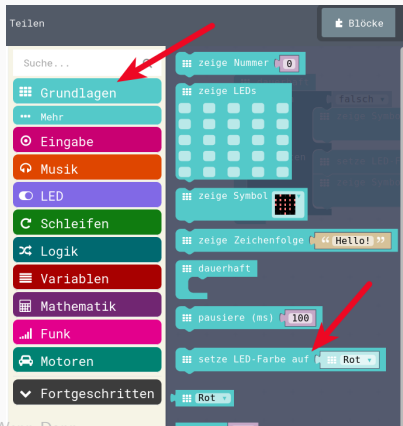 Teilen
Blöcke
Suche...
Grundlagen
Mehr
Eingabe
Musik
LED
Schleifen
Logik
Variablen
Mathematik
Funk
Motoren
Fortgeschritten
zeige Nummer 0
zeige LEDs
zeige Symbol
zeige Zeichenfolge “ Hello! ”
dauerhaft
pausiere (ms) 100
setze LED-Farbe auf Rot
Rot
falsch